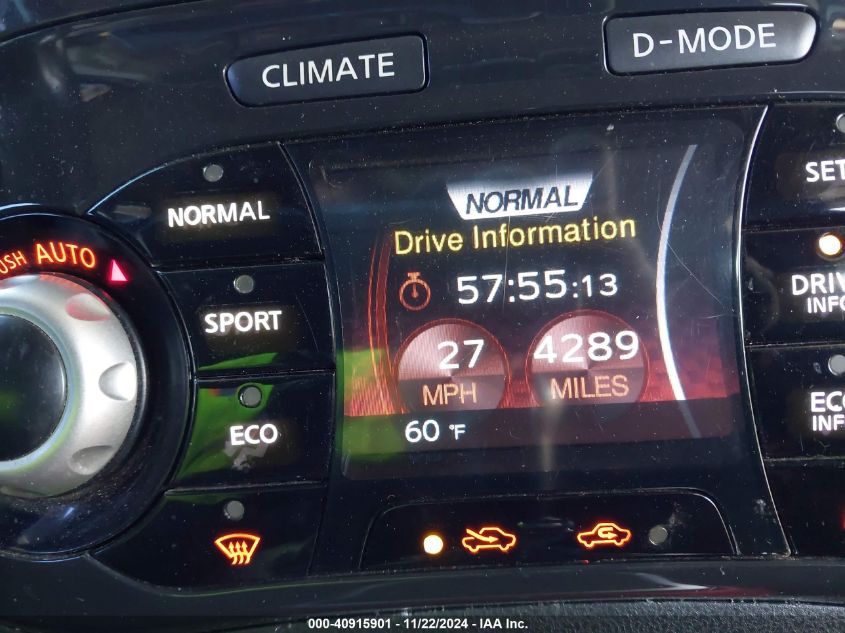 CLIMATE
D-MODE
NORMAL
NORMAL
SET
Drive Information
AUTO
57:55:13
DRIV
INFO
SPORT
27
4289
MPH
MILES
ECO
60 °F
ECO
INF
000-40915901 - 11/22/2024 - IAA Inc.